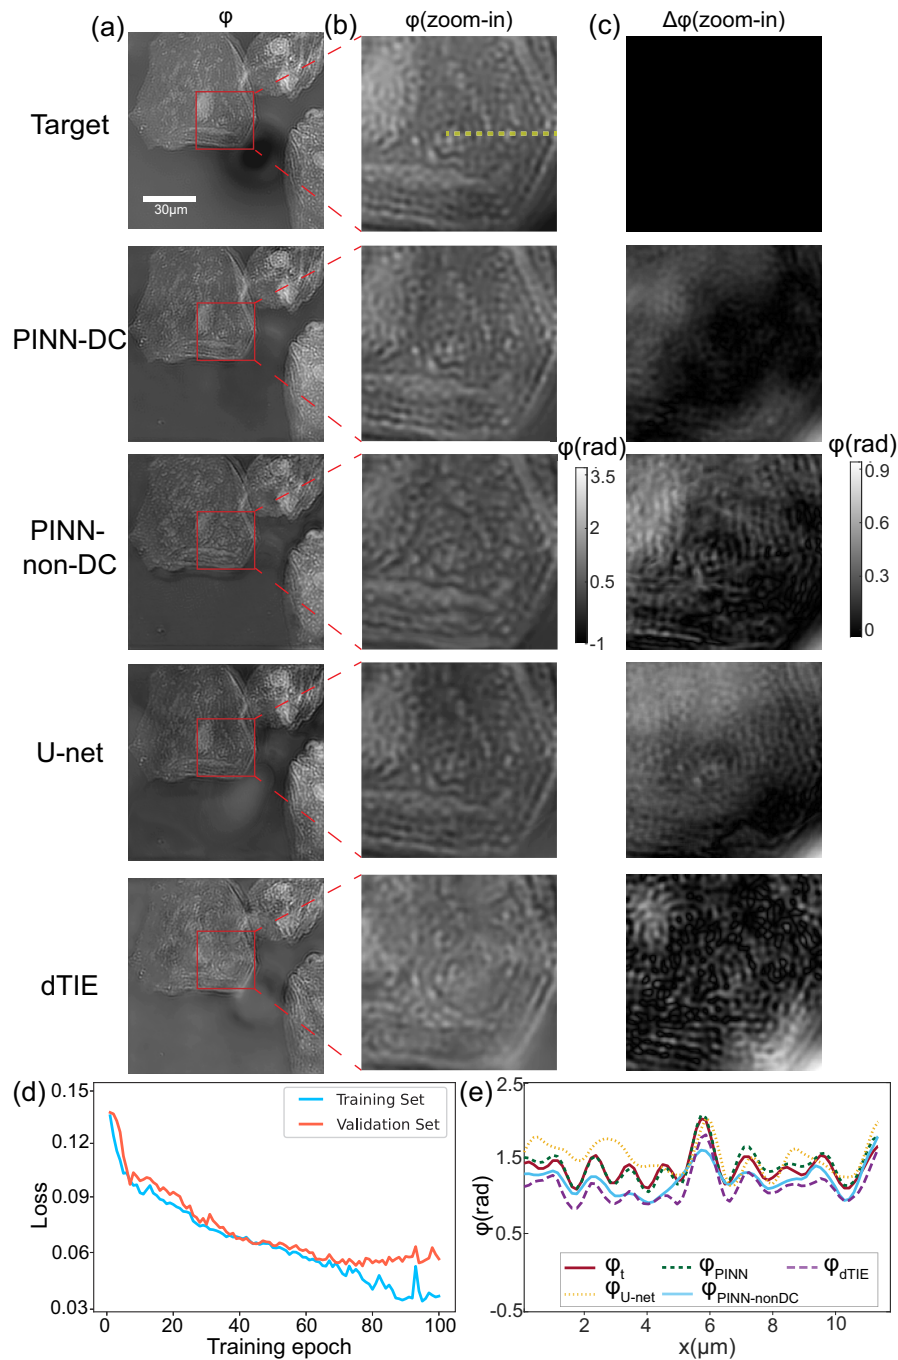 (a) φ (b) φ(zoom-in) (c) Δφ(zoom-in)
Target
30μm
PINN-DC
φ(rad) φ(rad)
3.5 0.9
2 0.6
0.5 0.3
-1 0
PINN-
non-DC
U-net
dTIE
(d) (e)
0.15
0.12
0.09
0.06
0.03
Loss
Training Set
Validation Set
0 20 40 60 80 100
Training epoch
2.5
1.5
0.5
-0.5
φ(rad)
φt φPINN φdTIE
φU-net φPINN-nonDC
0 2 4 6 8 10
x(μm)